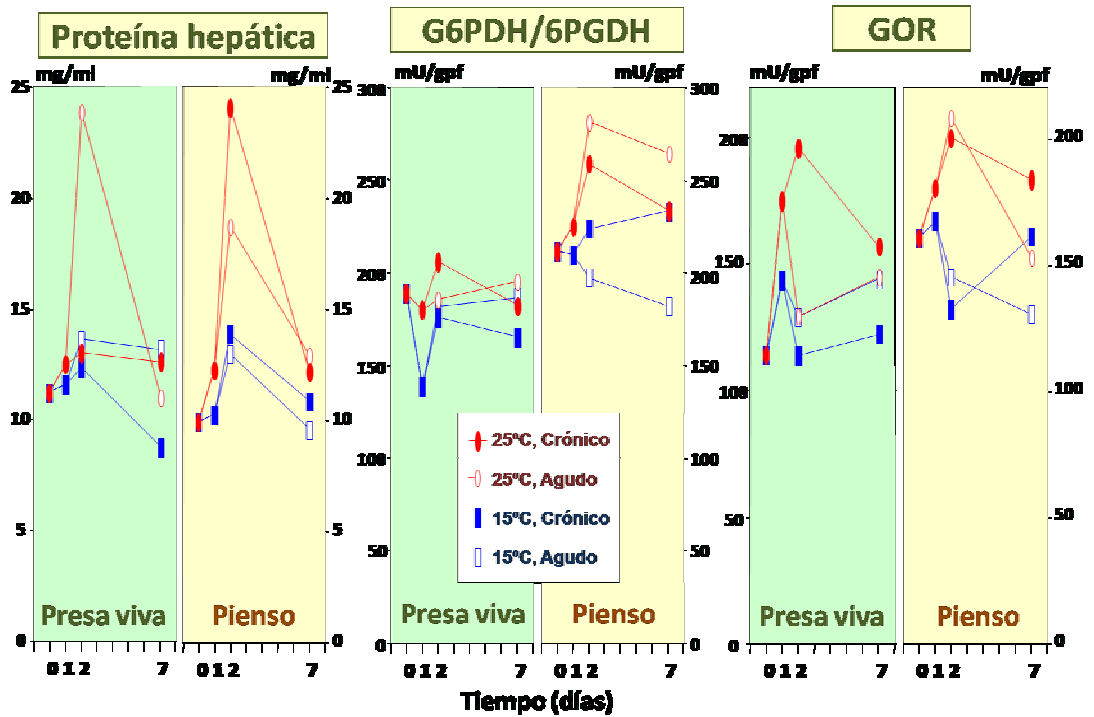 Proteína hepática
G6PDH/6PGDH
GOR
mg/ml
mg/ml
mU/gpf
mU/gpf
mU/gpf
mU/gpf
25
20
15
10
5
0
25
20
15
10
5
0
300
250
200
150
100
50
0
300
250
200
150
100
50
0
200
150
100
50
0
200
150
100
50
0
25ºC, Crónico
25ºC, Agudo
15ºC, Crónico
15ºC, Agudo
Presa viva
Pienso
Presa viva
Pienso
Presa viva
Pienso
0 1 2 7
0 1 2 7
0 1 2 7
0 1 2 7
0 1 2 7
0 1 2 7
Tiempo (días)